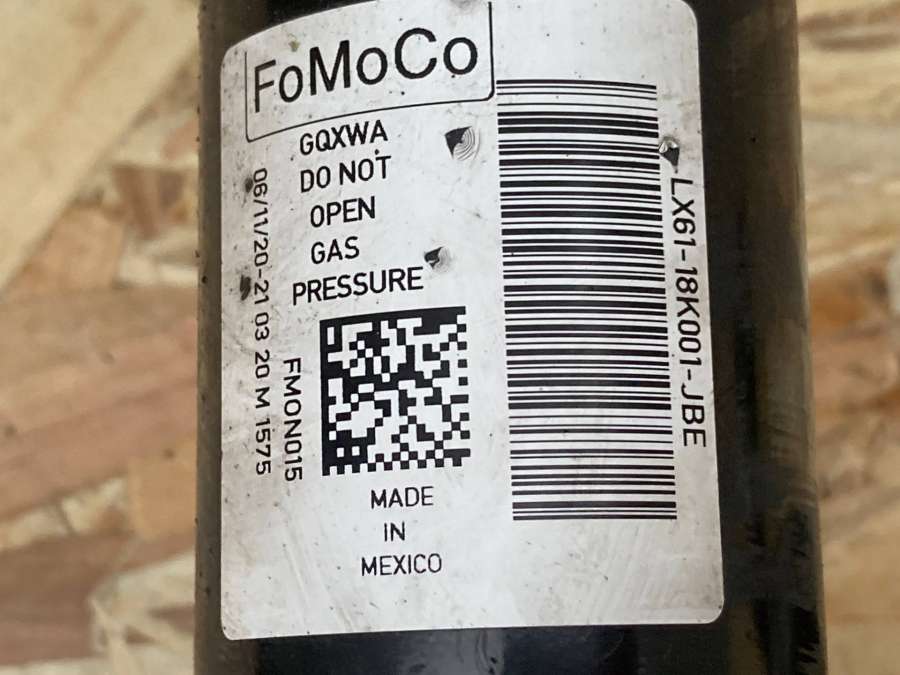 FoMoCo
GQXWA
DO NOT
OPEN
GAS
PRESSURE
06/11/20-21 03 20 M 1575
FMON015
LX61-18K001-JBE
MADE
IN
MEXICO